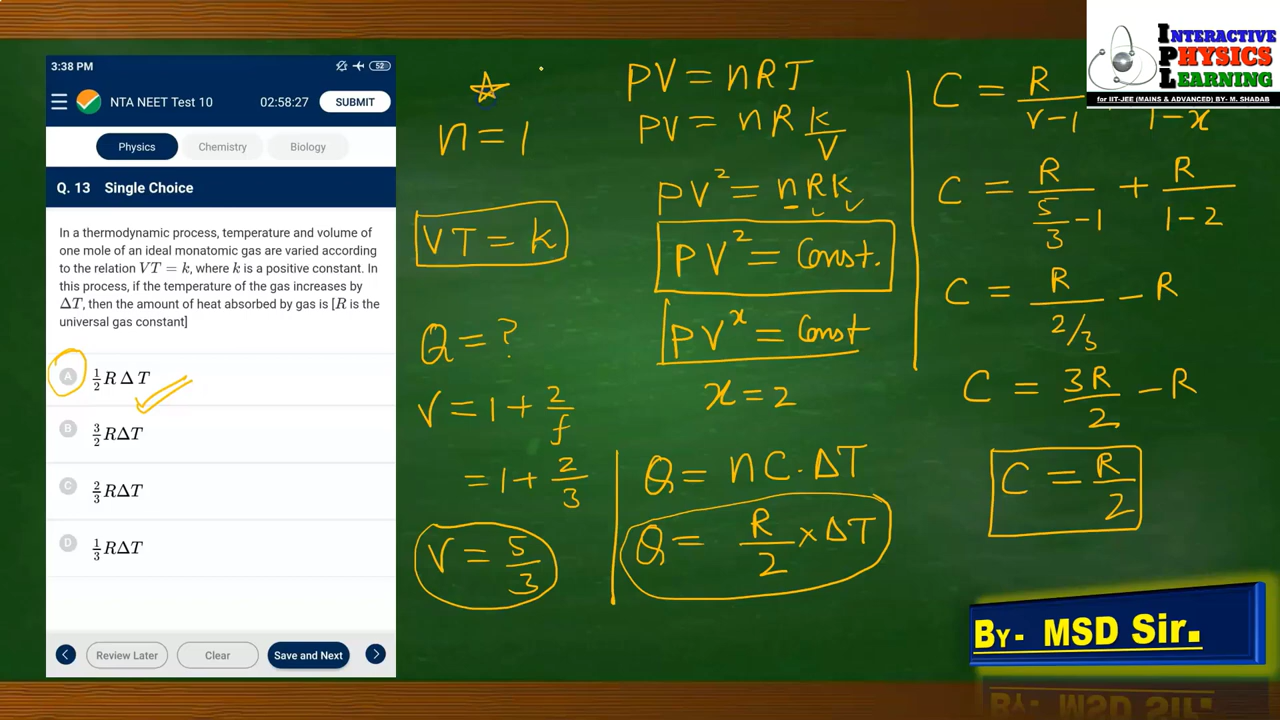 3:38 PM
52
NTA NEET Test 10
02:58:27
SUBMIT
Physics
Chemistry
Biology
Q. 13 Single Choice
In a thermodynamic process, temperature and volume of
one mole of an ideal monatomic gas are varied according
to the relation VT = k, where k is a positive constant. In
this process, if the temperature of the gas increases by
ΔT, then the amount of heat absorbed by gas is [R is the
universal gas constant]
A 1/2 R Δ T
B 3/2 RΔT
C 2/3 RΔT
D 1/3 RΔT
Review Later
Clear
Save and Next
n = 1
VT = k
Q = ?
γ = 1 + 2/f
= 1 + 2/3
γ = 5/3
PV = nRT
PV = nR k/V
PV² = nRk
PV² = Const.
PVˣ = Const
x = 2
Q = nC·ΔT
Q = R/2 × ΔT
C = R/γ-1 1-x
C = R/(5/3 - 1) + R/(1-2)
C = R/(2/3) - R
C = 3R/2 - R
C = R/2
INTERACTIVE
PHYSICS
LEARNING
for IIT-JEE (MAINS & ADVANCED) BY- M. SHADAB
BY- MSD Sir.